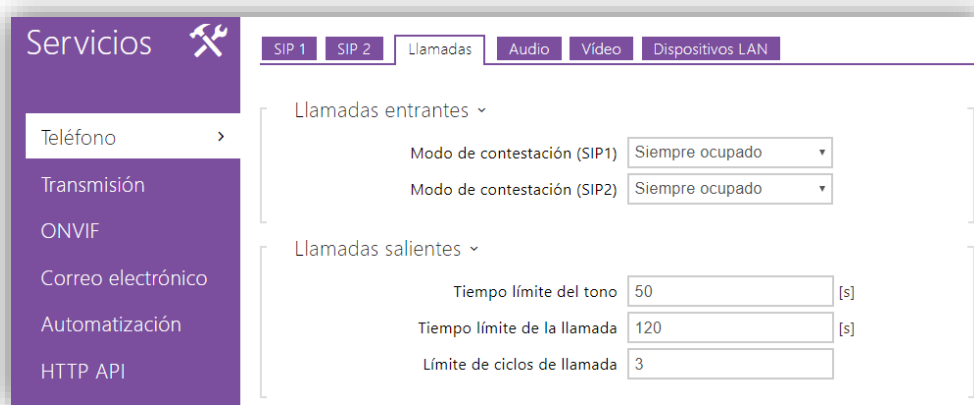 Servicios
SIP 1 SIP 2 Llamadas Audio Vídeo Dispositivos LAN
Teléfono
Transmisión
ONVIF
Correo electrónico
Automatización
HTTP API
Llamadas entrantes
Modo de contestación (SIP1) Siempre ocupado
Modo de contestación (SIP2) Siempre ocupado
Llamadas salientes
Tiempo límite del tono 50 [s]
Tiempo límite de la llamada 120 [s]
Límite de ciclos de llamada 3